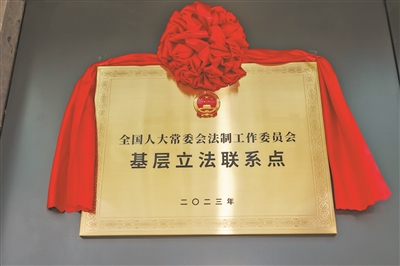 全国人大常委会法制工作委员会
基层立法联系点
二〇二三年